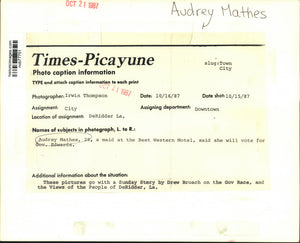 OCT 21 1987
Audrey Mathes
Times-Picayune
slug: Town
City
Photo caption information
TYPE and attach caption information to each print
OCT 21 1987
Photographer: Irwin Thompson
Date: 10/16/87
Date shot: 10/15/87
Assignment: City
Assigning department: Downtown
Location of assignment: DeRidder La.
Names of subjects in photograph, L. to R.:
Audrey Mathes, 28, a maid at the Best Western Motel, said she will vote for
Gov. Edwards.
Additional information about the situation:
These pictures go with a Sunday Story by Drew Broach on the Gov Race, and
the Views of the People of DeRidder, La.